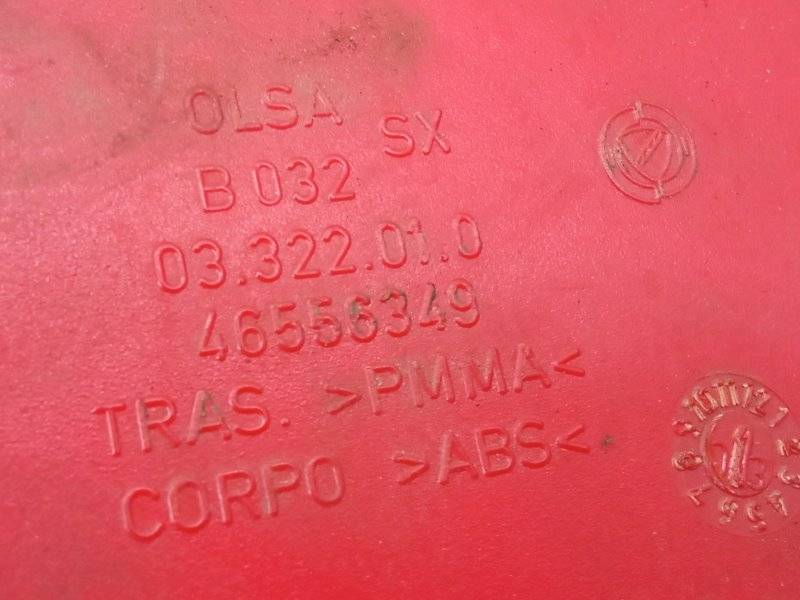 OLSA SX
B 032
03.322.01.0
46556349
TRAS. >PMMA<
CORPO >ABS<